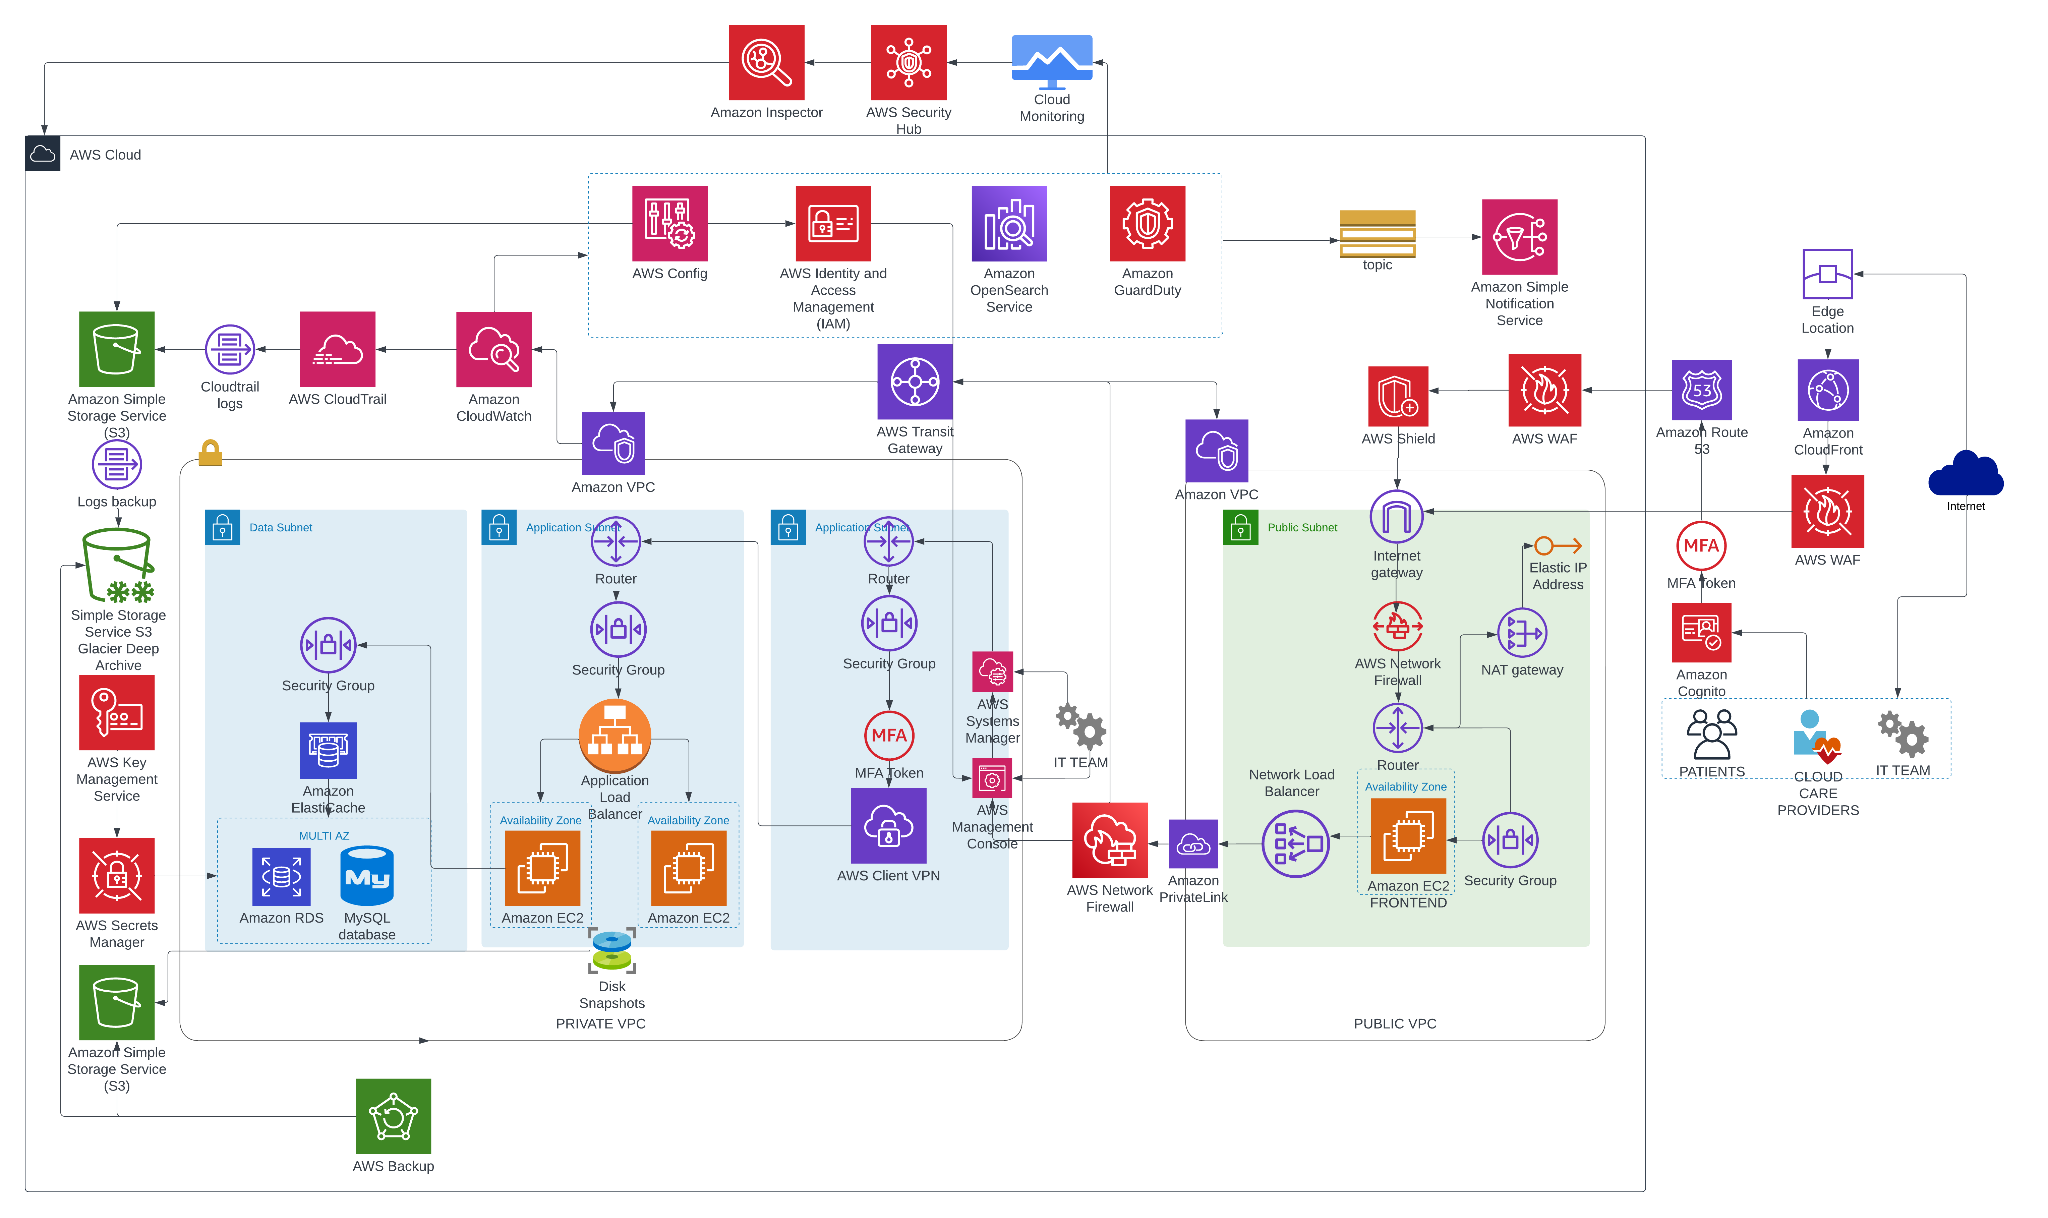 Amazon Inspector
AWS Security
Hub
Cloud
Monitoring
AWS Cloud
AWS Config
AWS Identity and
Access
Management
(IAM)
Amazon
OpenSearch
Service
Amazon
GuardDuty
topic
Amazon Simple
Notification
Service
Edge
Location
Amazon Simple
Storage Service
(S3)
Cloudtrail
logs
AWS CloudTrail
Amazon
CloudWatch
AWS Transit
Gateway
AWS Shield
AWS WAF
53
Amazon Route
53
Amazon
CloudFront
Logs backup
Amazon VPC
Amazon VPC
Internet
Data Subnet
Application Subnet
Application Subnet
Public Subnet
Router
Router
Internet
gateway
Elastic IP
Address
MFA
MFA Token
AWS WAF
Simple Storage
Service S3
Glacier Deep
Archive
Security Group
Security Group
Security Group
AWS Network
Firewall
NAT gateway
Amazon
Cognito
AWS
Systems
Manager
IT TEAM
MFA
MFA Token
AWS Key
Management
Service
Amazon
ElastiCache
Application
Load
Balancer
Router
Network Load
Balancer
PATIENTS
CLOUD
CARE
PROVIDERS
IT TEAM
MULTI AZ
Availability Zone
Availability Zone
AWS
Management
Console
Availability Zone
My
Amazon RDS
MySQL
database
Amazon EC2
Amazon EC2
AWS Client VPN
AWS Network
Firewall
Amazon
PrivateLink
Amazon EC2
FRONTEND
Security Group
AWS Secrets
Manager
Disk
Snapshots
PRIVATE VPC
PUBLIC VPC
Amazon Simple
Storage Service
(S3)
AWS Backup